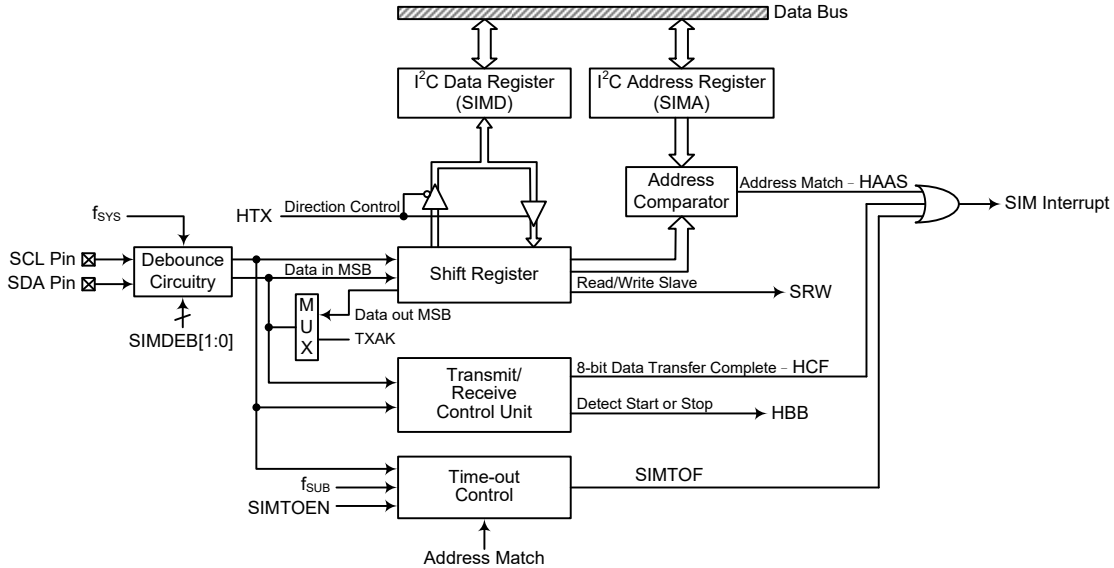 Data Bus
I²C Data Register
(SIMD)
I²C Address Register
(SIMA)
Address
Comparator
Address Match – HAAS
HTX
Direction Control
SIM Interrupt
fSYS
SCL Pin
SDA Pin
Debounce
Circuitry
SIMDEB[1:0]
Data in MSB
Shift Register
Read/Write Slave
SRW
M
U
X
Data out MSB
TXAK
Transmit/
Receive
Control Unit
8-bit Data Transfer Complete – HCF
Detect Start or Stop
HBB
fSUB
SIMTOEN
Time-out
Control
SIMTOF
Address Match